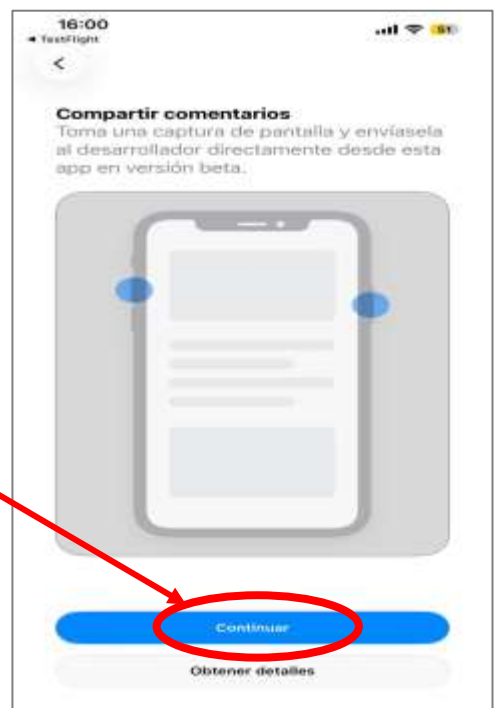 16:00
51
◂ TestFlight
Compartir comentarios
Toma una captura de pantalla y envíasela
al desarrollador directamente desde esta
app en versión beta.
Continuar
Obtener detalles